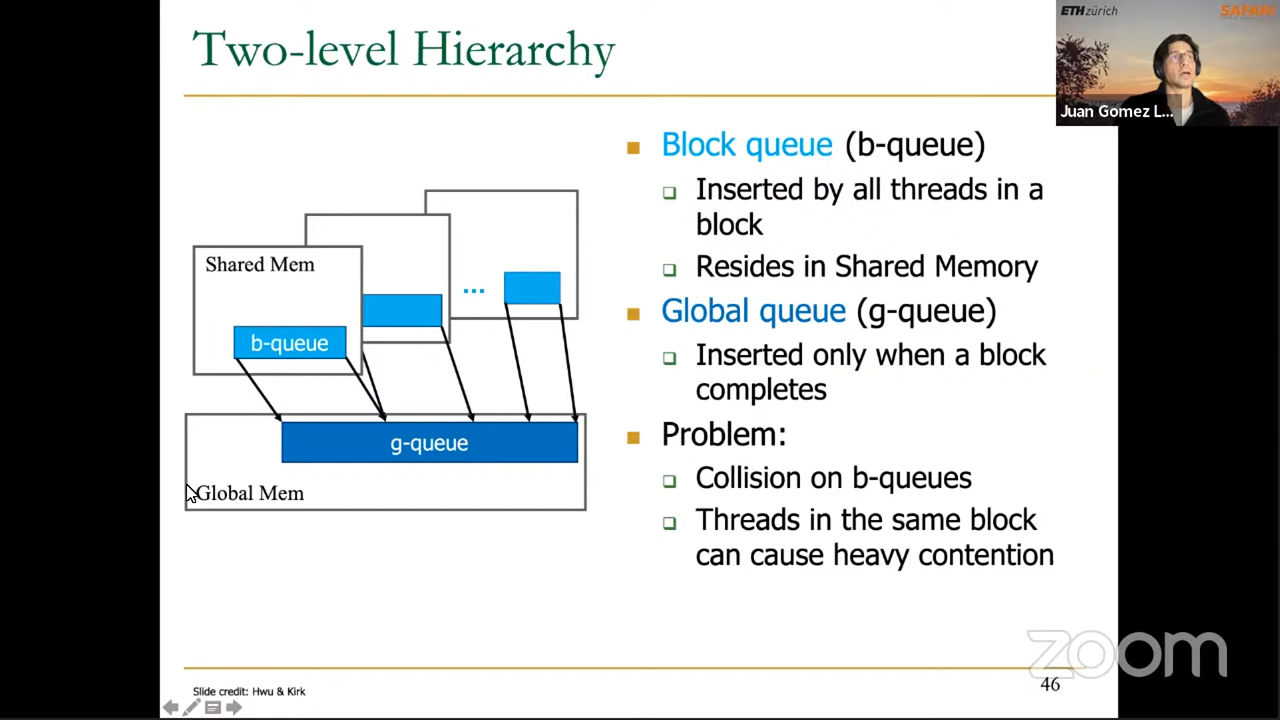 Two-level Hierarchy
ETHzürich
SAFARI
Juan Gomez L...
Block queue (b-queue)
Inserted by all threads in a
block
Resides in Shared Memory
Global queue (g-queue)
Inserted only when a block
completes
Problem:
Collision on b-queues
Threads in the same block
can cause heavy contention
Shared Mem
...
b-queue
g-queue
Global Mem
zoom
Slide credit: Hwu & Kirk
46